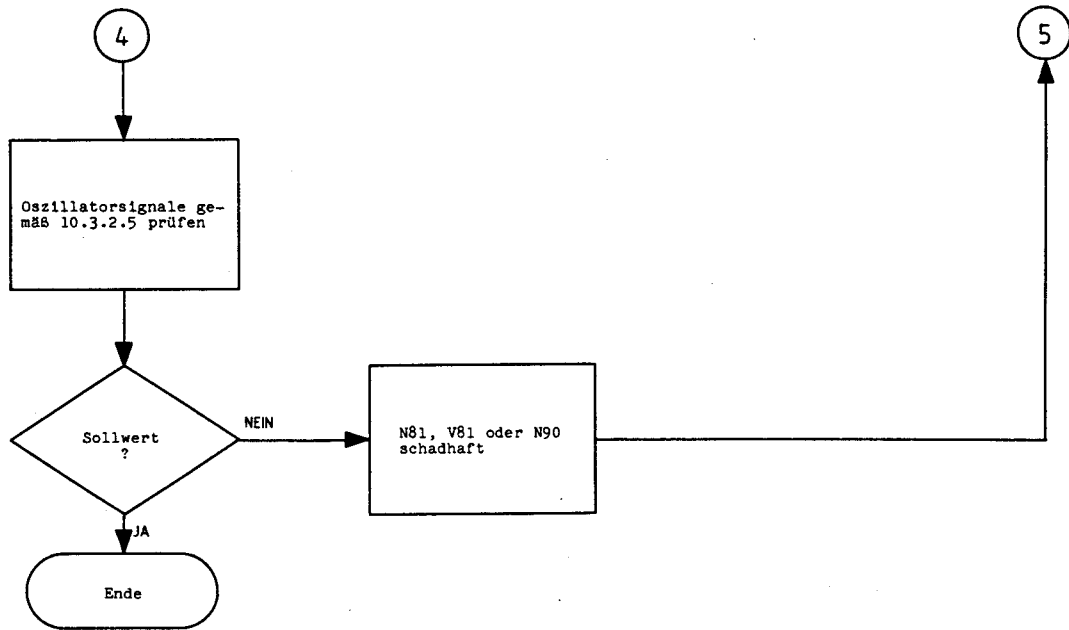 4
5
Oszillatorsignale ge-
mäß 10.3.2.5 prüfen
Sollwert
?
NEIN
N81, V81 oder N90
schadhaft
JA
Ende